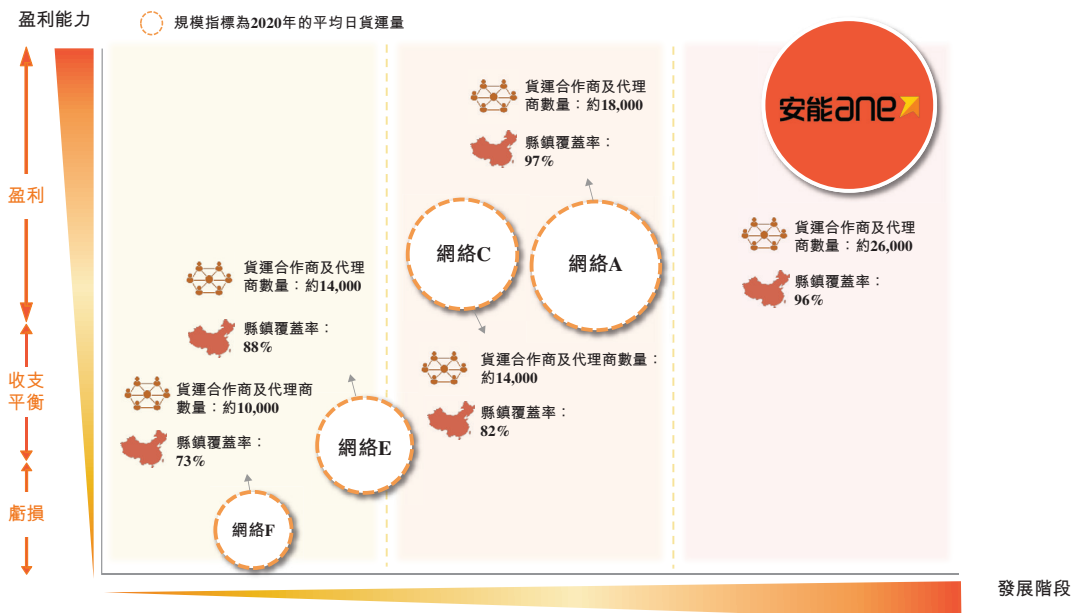 盈利能力
規模指標為2020年的平均日貨運量
貨運合作商及代理
商數量：約18,000
縣鎮覆蓋率：
97%
安能ane
盈利
網絡C
網絡A
貨運合作商及代理
商數量：約26,000
縣鎮覆蓋率：
96%
貨運合作商及代理
商數量：約14,000
縣鎮覆蓋率：
88%
貨運合作商及代理商數量：
約14,000
縣鎮覆蓋率：
82%
收支
平衡
貨運合作商及代理商
數量：約10,000
縣鎮覆蓋率：
73%
網絡E
虧損
網絡F
發展階段